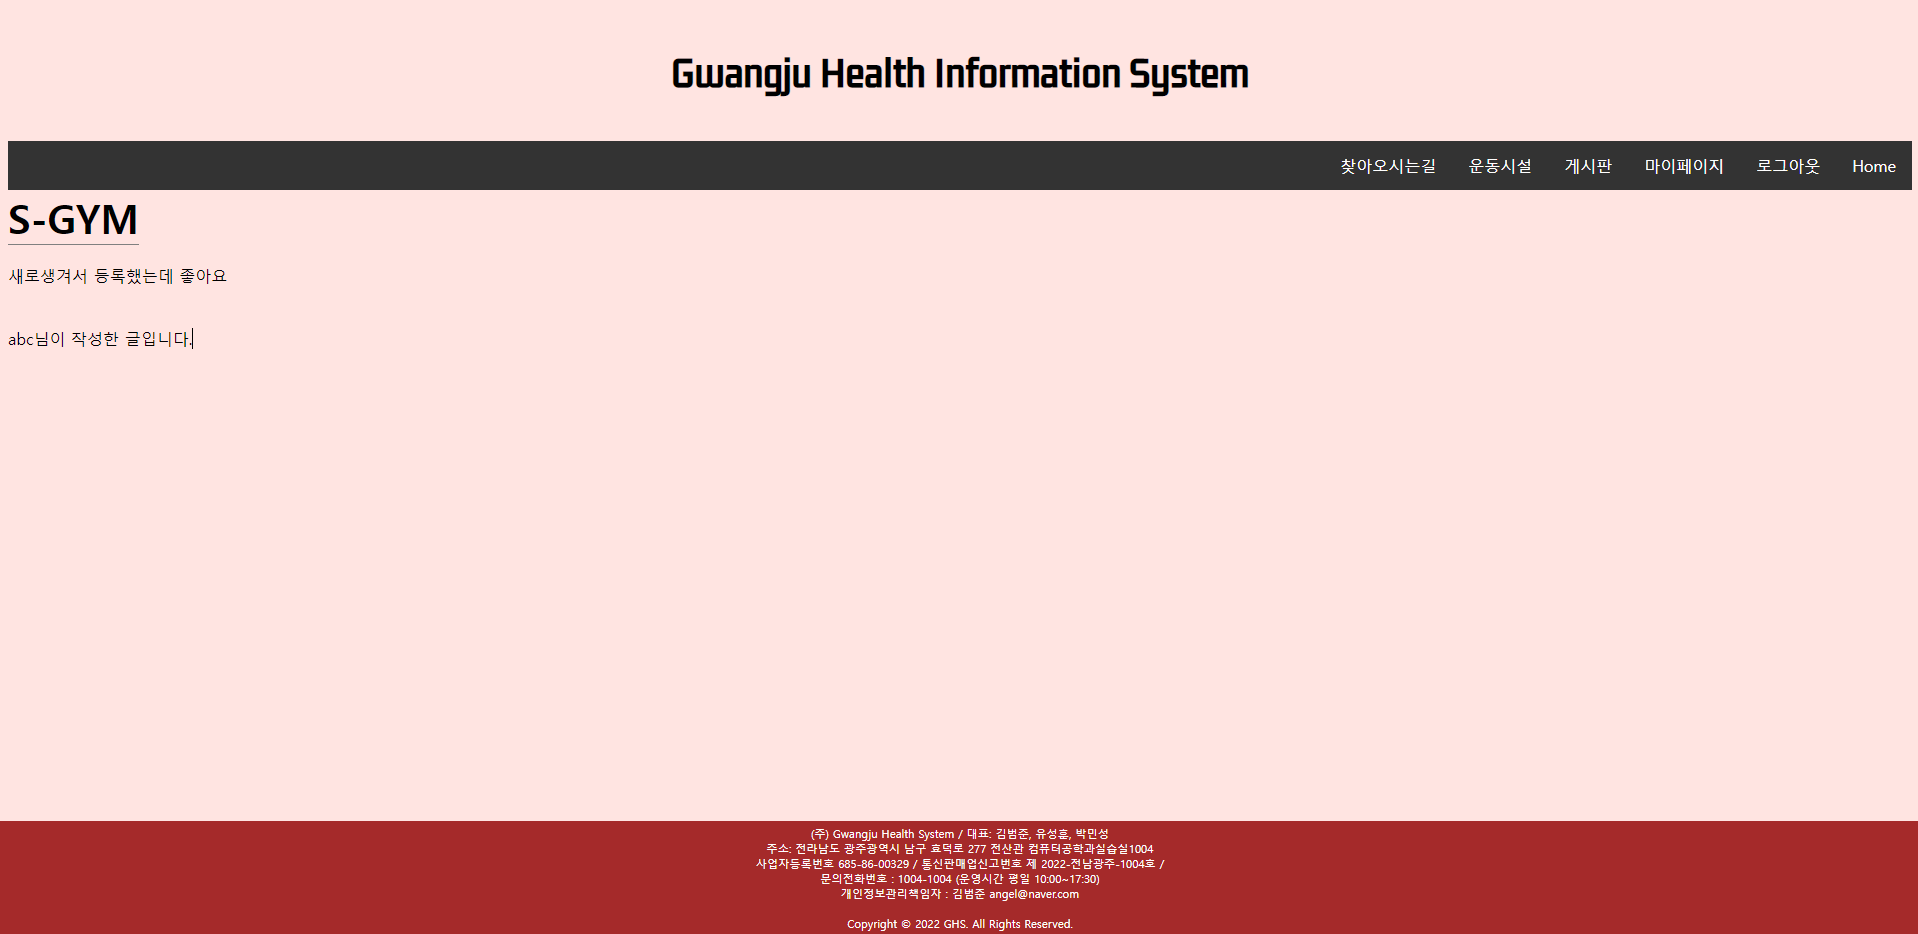 Gwangju Health Information System
찾아오시는길 운동시설 게시판 마이페이지 로그아웃 Home
S-GYM
새로생겨서 등록했는데 좋아요
abc님이 작성한 글입니다.
(주) Gwangju Health System / 대표: 김범준, 유성훈, 박민성
주소: 전라남도 광주광역시 남구 효덕로 277 전산관 컴퓨터공학과실습실1004
사업자등록번호 685-86-00329 / 통신판매업신고번호 제 2022-전남광주-1004호 /
문의전화번호 : 1004-1004 (운영시간 평일 10:00~17:30)
개인정보관리책임자 : 김범준 angel@naver.com
Copyright © 2022 GHS. All Rights Reserved.